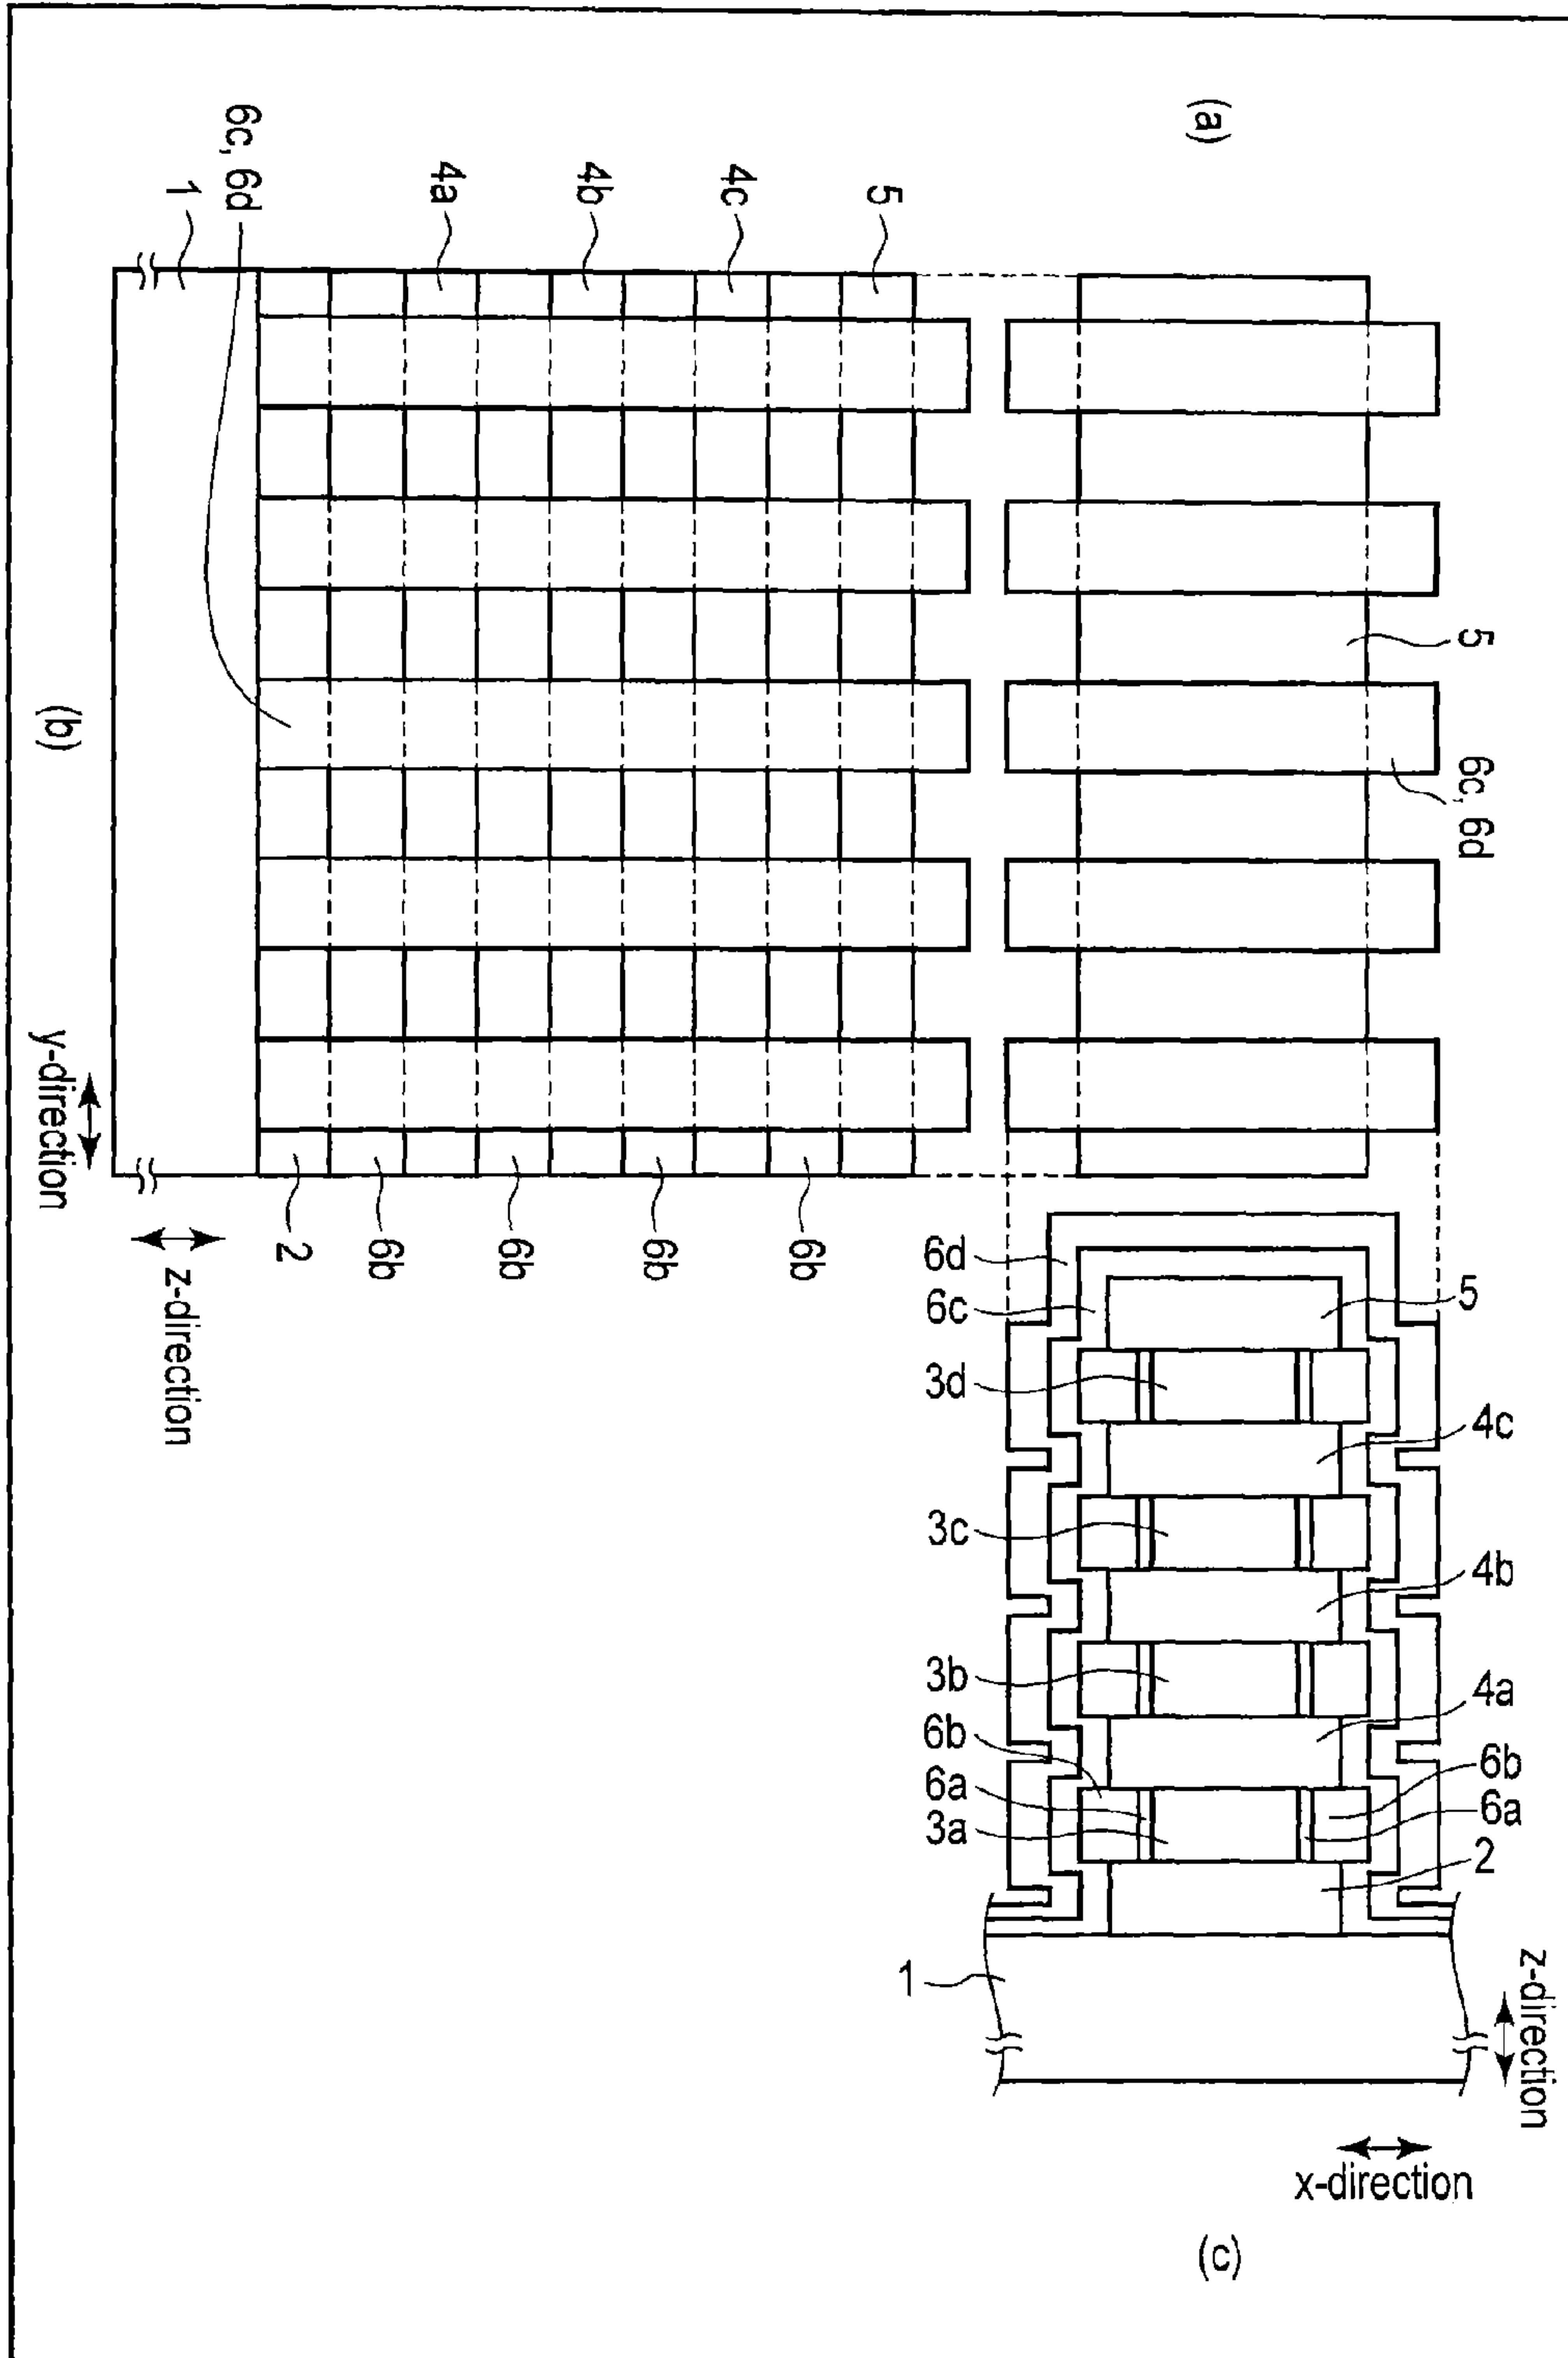 (a)
5
6c, 6d
5
4c
4b
4a
6c, 6d
1
(b)
y-direction
z-direction
2
6b
6b
6b
6b
6d
6c
5
3d
4c
3c
4b
3b
4a
6b
6a
3a
6b
6a
2
1
z-direction
x-direction
(c)